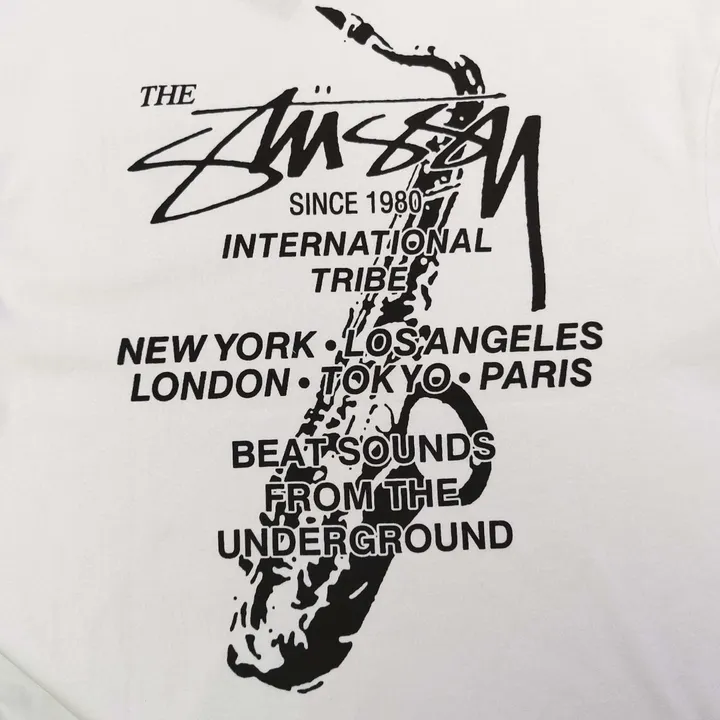 THE
Stüssy
SINCE 1980.
INTERNATIONAL
TRIBE
NEW YORK • LOS ANGELES
LONDON • TOKYO • PARIS
BEAT SOUNDS
FROM THE
UNDERGROUND